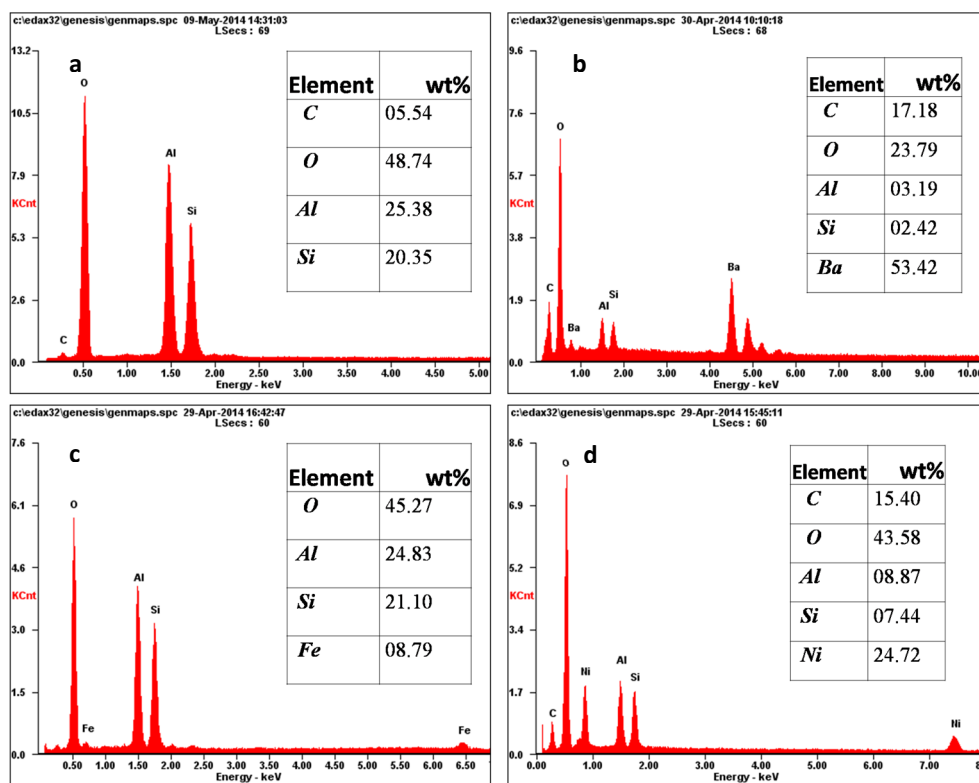 c:\edax32\genesis\genmaps.spc 09-May-2014 14:31:03
LSecs : 69
13.2
10.5
7.9
KCnt
5.3
2.6
0.0
a
C
O
Al
Si
0.50 1.00 1.50 2.00 2.50 3.00 3.50 4.00 4.50 5.00
Energy - keV
Element wt%
C 05.54
O 48.74
Al 25.38
Si 20.35
c:\edax32\genesis\genmaps.spc 30-Apr-2014 10:10:18
LSecs : 68
9.6
7.6
5.7
KCnt
3.8
1.9
0.0
b
C
O
Ba
Al
Si
Ba
1.00 2.00 3.00 4.00 5.00 6.00 7.00 8.00 9.00 10.00
Energy - keV
Element wt%
C 17.18
O 23.79
Al 03.19
Si 02.42
Ba 53.42
c:\edax32\genesis\genmaps.spc 29-Apr-2014 16:42:47
LSecs : 60
7.6
6.1
4.6
KCnt
3.0
1.5
0.0
c
O
Fe
Al
Si
Fe
0.50 1.00 1.50 2.00 2.50 3.00 3.50 4.00 4.50 5.00 5.50 6.00 6.50
Energy - keV
Element wt%
O 45.27
Al 24.83
Si 21.10
Fe 08.79
c:\edax32\genesis\genmaps.spc 29-Apr-2014 15:45:11
LSecs : 60
8.6
6.9
5.2
KCnt
3.4
1.7
0.0
d
C
O
Ni
Al
Si
Ni
0.00 1.00 2.00 3.00 4.00 5.00 6.00 7.00
Energy - keV
Element wt%
C 15.40
O 43.58
Al 08.87
Si 07.44
Ni 24.72